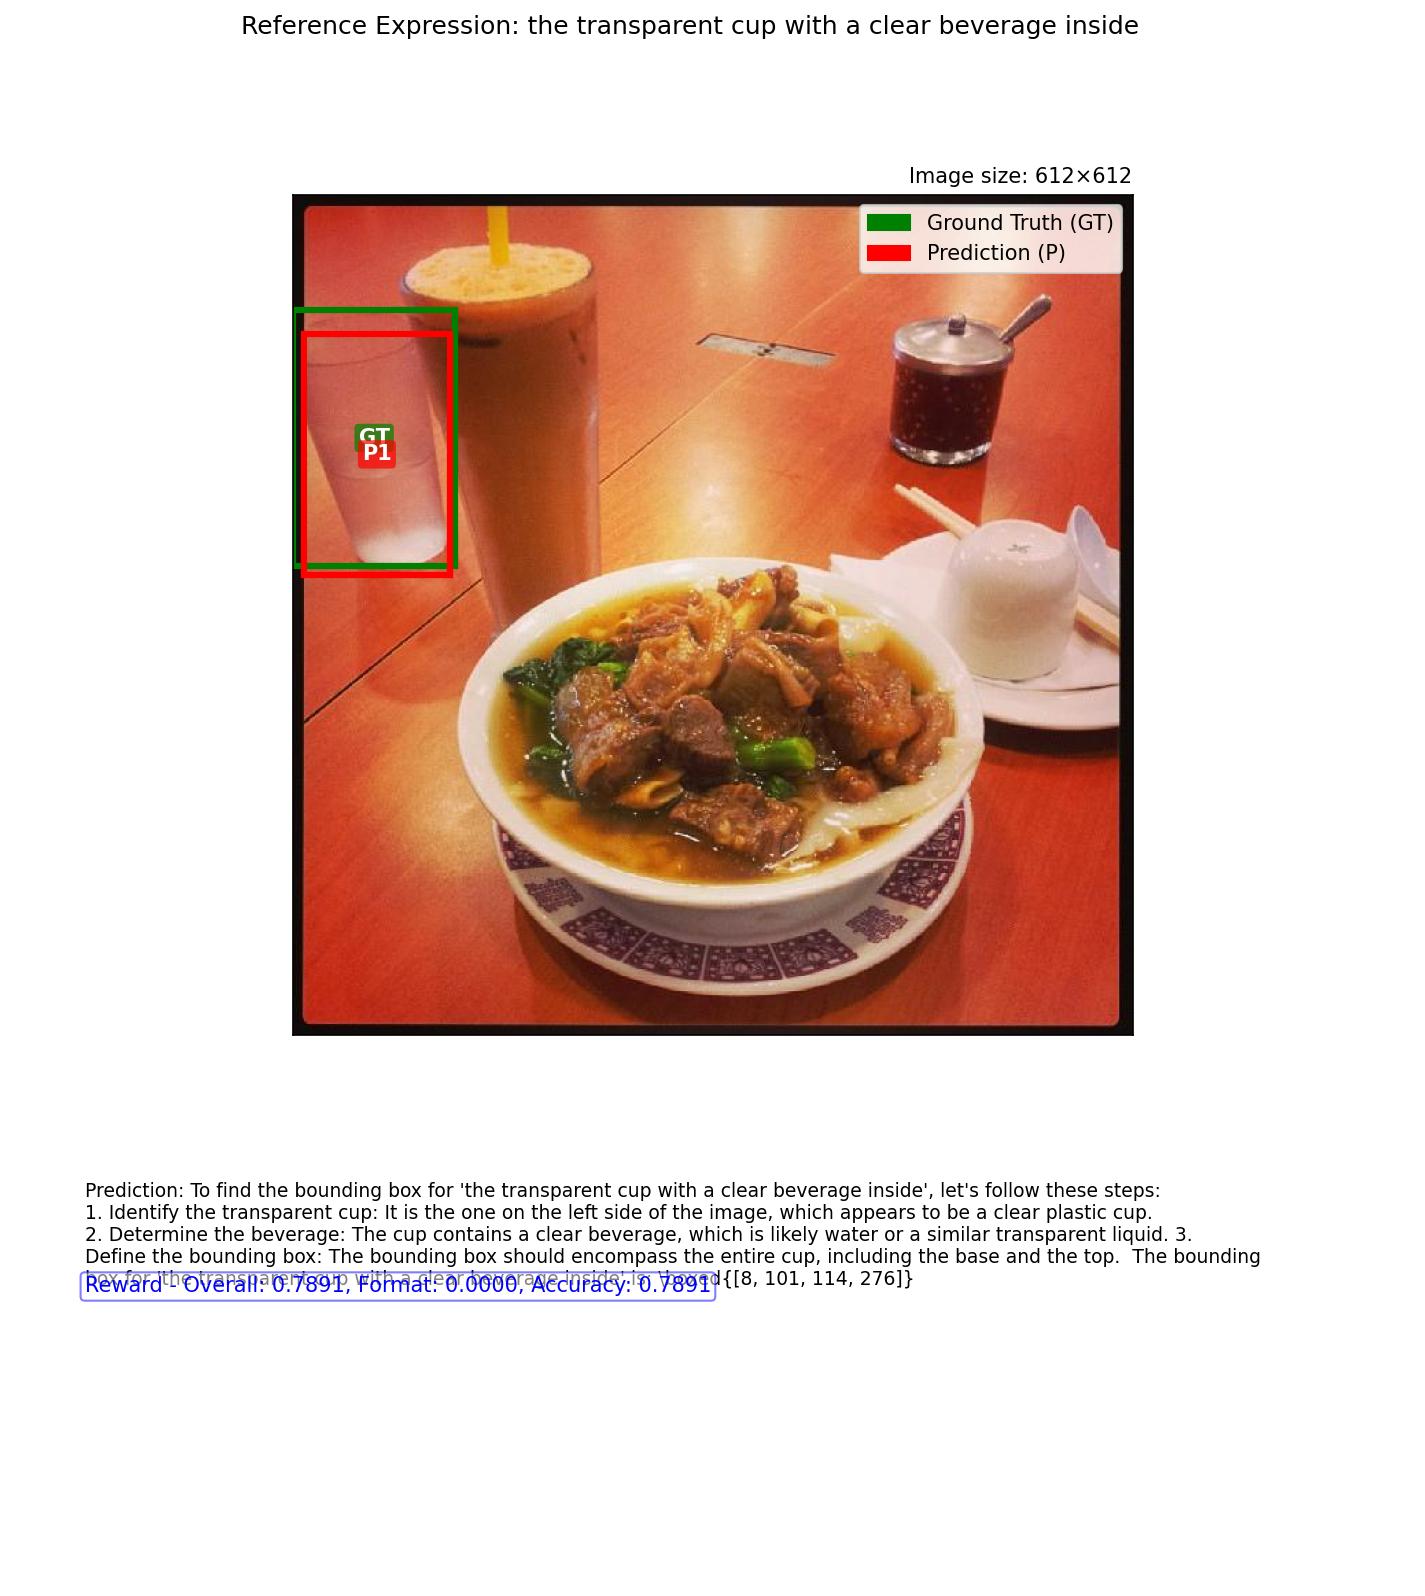 Reference Expression: the transparent cup with a clear beverage inside
Image size: 612×612
Ground Truth (GT)
Prediction (P)
GT
P1
Prediction: To find the bounding box for 'the transparent cup with a clear beverage inside', let's follow these steps:
1. Identify the transparent cup: It is the one on the left side of the image, which appears to be a clear plastic cup.
2. Determine the beverage: The cup contains a clear beverage, which is likely water or a similar transparent liquid. 3.
Define the bounding box: The bounding box should encompass the entire cup, including the base and the top.  The bounding
box for 'the transparent cup with a clear beverage inside' is: \boxed{[8, 101, 114, 276]}
Reward - Overall: 0.7891, Format: 0.0000, Accuracy: 0.7891